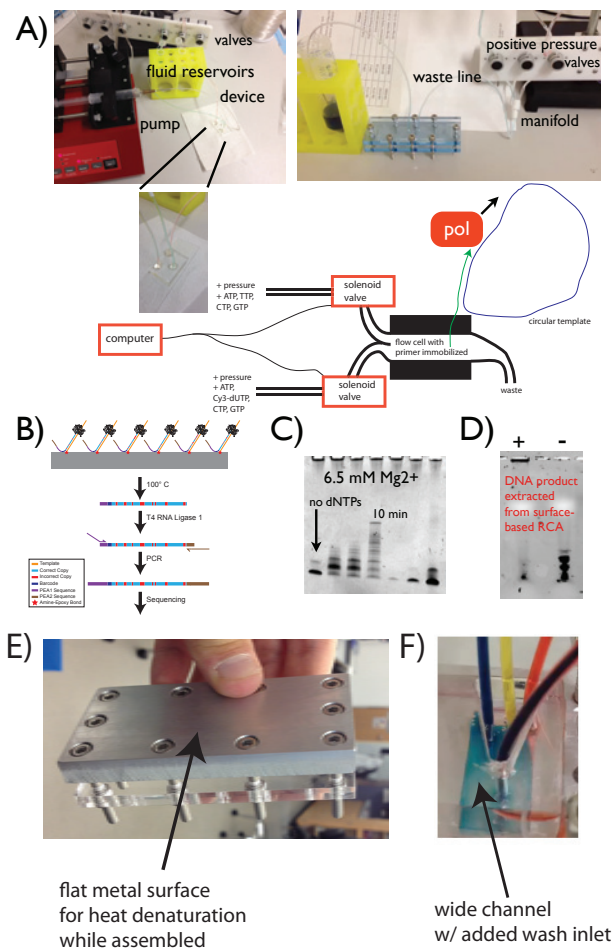 A)
valves
fluid reservoirs
device
pump
positive pressure
valves
waste line
manifold
pol
circular template
+ pressure
+ ATP, TTP,
CTP, GTP
solenoid
valve
computer
flow cell with
primer immobilized
+ pressure
+ ATP,
Cy3-dUTP,
CTP, GTP
solenoid
valve
waste
B)
100° C
T4 RNA Ligase 1
PCR
Sequencing
Template
Correct Copy
Incorrect Copy
Barcode
PEA1 Sequence
PEA2 Sequence
Amine-Epoxy Bond
C)
6.5 mM Mg2+
no dNTPs
10 min
D)
+ -
DNA product
extracted
from surface-
based RCA
E)
flat metal surface
for heat denaturation
while assembled
F)
wide channel
w/ added wash inlet